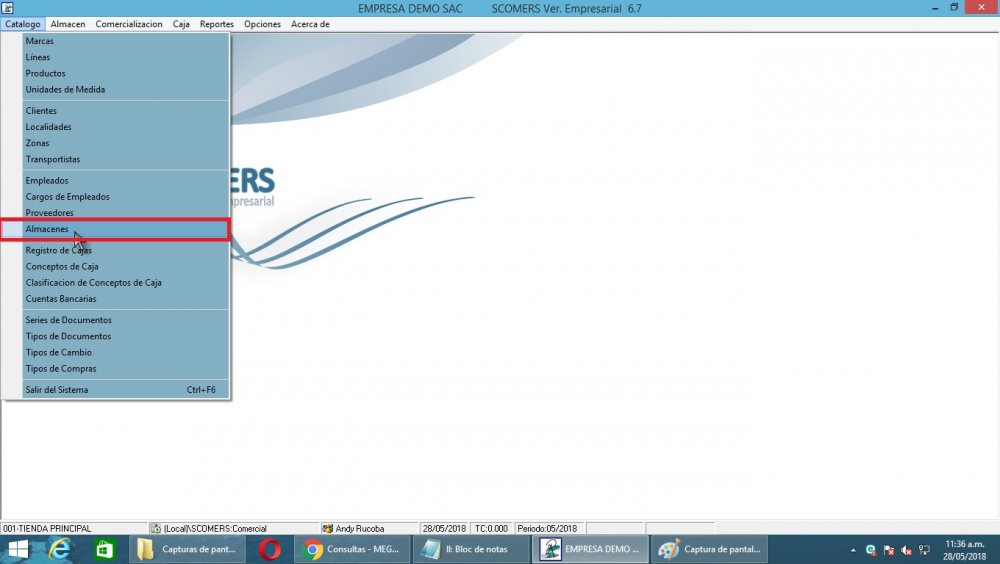 EMPRESA DEMO SAC SCOMERS Ver. Empresarial 6.7
Catalogo Almacen Comercializacion Caja Reportes Opciones Acerca de
Marcas
Líneas
Productos
Unidades de Medida
Clientes
Localidades
Zonas
Transportistas
Empleados
Cargos de Empleados
Proveedores
Almacenes
Registro de Cajas
Conceptos de Caja
Clasificacion de Conceptos de Caja
Cuentas Bancarias
Series de Documentos
Tipos de Documentos
Tipos de Cambio
Tipos de Compras
Salir del Sistema Ctrl+F6
ERS
presarial
001-TIENDA PRINCIPAL (Local)\SCOMERS:Comercial Andy Rucoba 28/05/2018 TC:0.000 Periodo:05/2018
Capturas de pant... Consultas - MEG... II: Bloc de notas EMPRESA DEMO ... Captura de pantal...
11:36 a.m.
28/05/2018